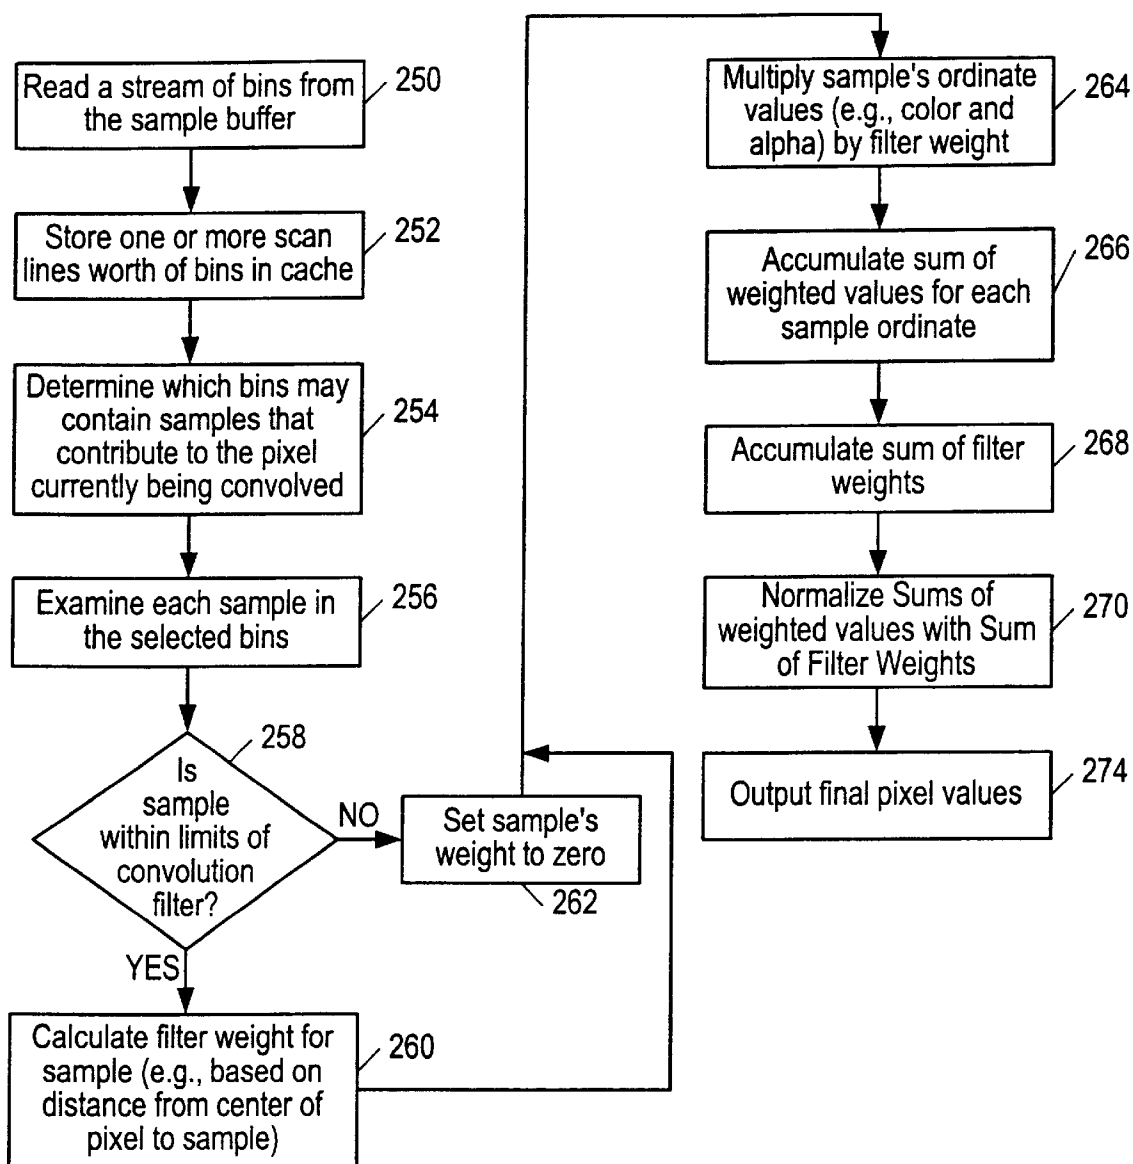 Read a stream of bins from
the sample buffer
250
Store one or more scan
lines worth of bins in cache
252
Determine which bins may
contain samples that
contribute to the pixel
currently being convolved
254
Examine each sample in
the selected bins
256
258
Is
sample
within limits of
convolution
filter?
NO
YES
Set sample's
weight to zero
262
Calculate filter weight for
sample (e.g., based on
distance from center of
pixel to sample)
260
Multiply sample's ordinate
values (e.g., color and
alpha) by filter weight
264
Accumulate sum of
weighted values for each
sample ordinate
266
Accumulate sum of filter
weights
268
Normalize Sums of
weighted values with Sum
of Filter Weights
270
Output final pixel values
274